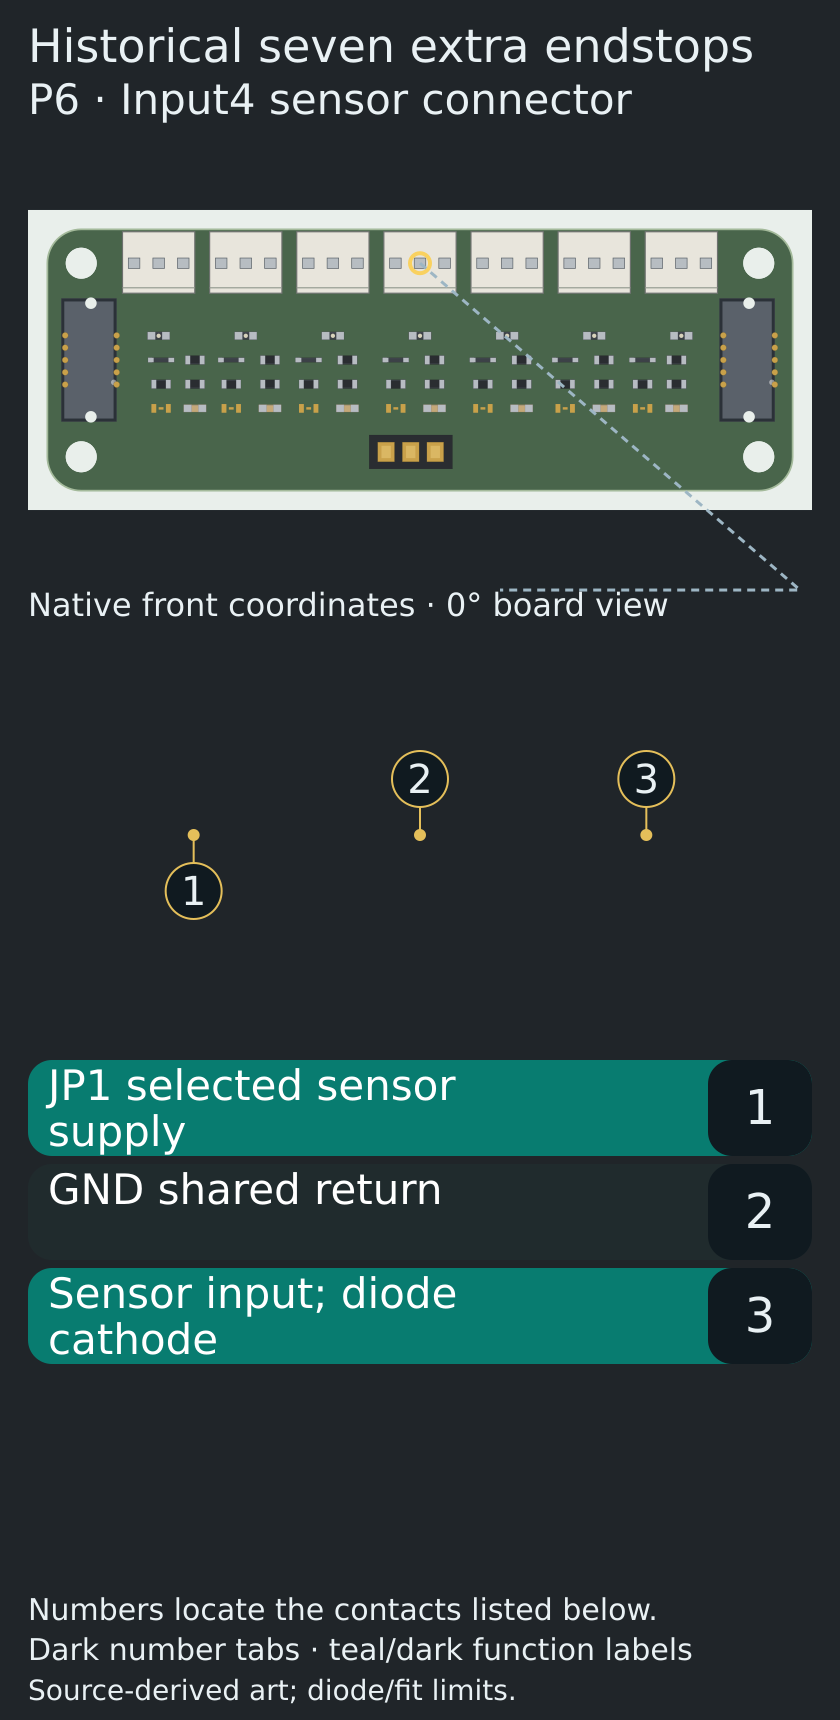 Historical seven extra endstops
P6 · Input4 sensor connector
Native front coordinates · 0° board view
2
3
1
JP1 selected sensor
supply
1
GND shared return
2
Sensor input; diode
cathode
3
Numbers locate the contacts listed below.
Dark number tabs · teal/dark function labels
Source-derived art; diode/fit limits.